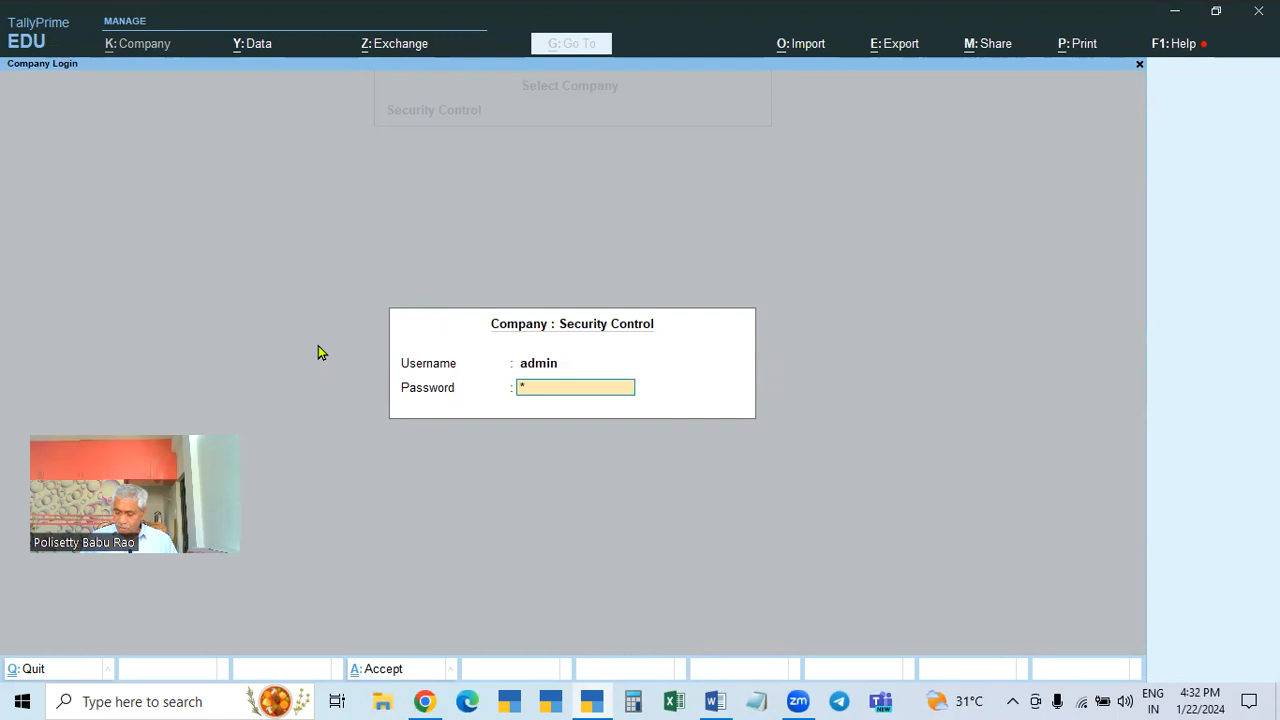 TallyPrime
EDU
MANAGE
K: Company
Y: Data
Z: Exchange
G: Go To
O: Import
E: Export
M: Share
P: Print
F1: Help
Company Login
Select Company
Security Control
Company : Security Control
Username : admin
Password : *
Polisetty Babu Rao
Q: Quit
A: Accept
Type here to search
zm
NEW
31°C
ENG
IN
4:32 PM
1/22/2024